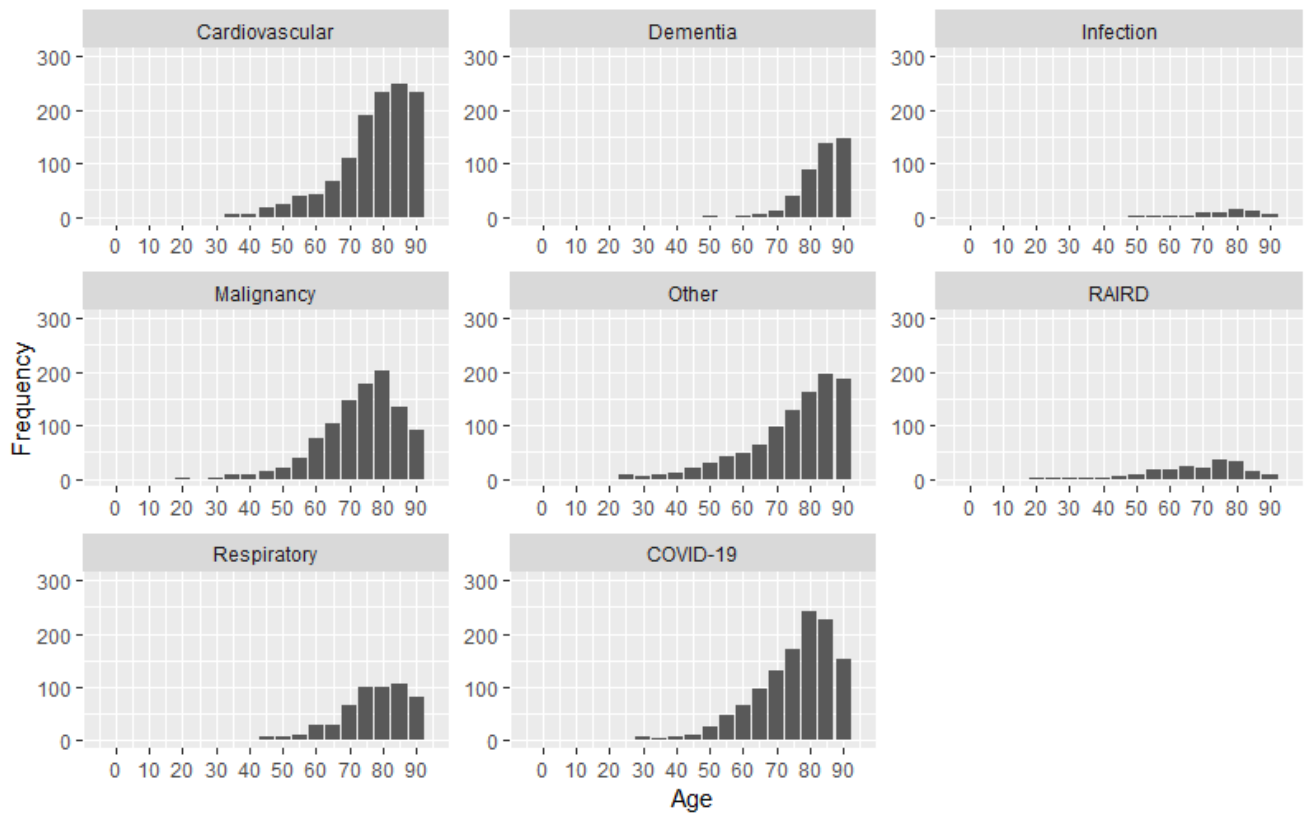 Cardiovascular Dementia Infection
300 300 300
200 200 200
100 100 100
0 0 0
0 10 20 30 40 50 60 70 80 90 0 10 20 30 40 50 60 70 80 90 0 10 20 30 40 50 60 70 80 90
Malignancy Other RAIRD
300 300 300
200 200 200
100 100 100
0 0 0
0 10 20 30 40 50 60 70 80 90 0 10 20 30 40 50 60 70 80 90 0 10 20 30 40 50 60 70 80 90
Frequency
Respiratory COVID-19
300 300
200 200
100 100
0 0
0 10 20 30 40 50 60 70 80 90 0 10 20 30 40 50 60 70 80 90
Age